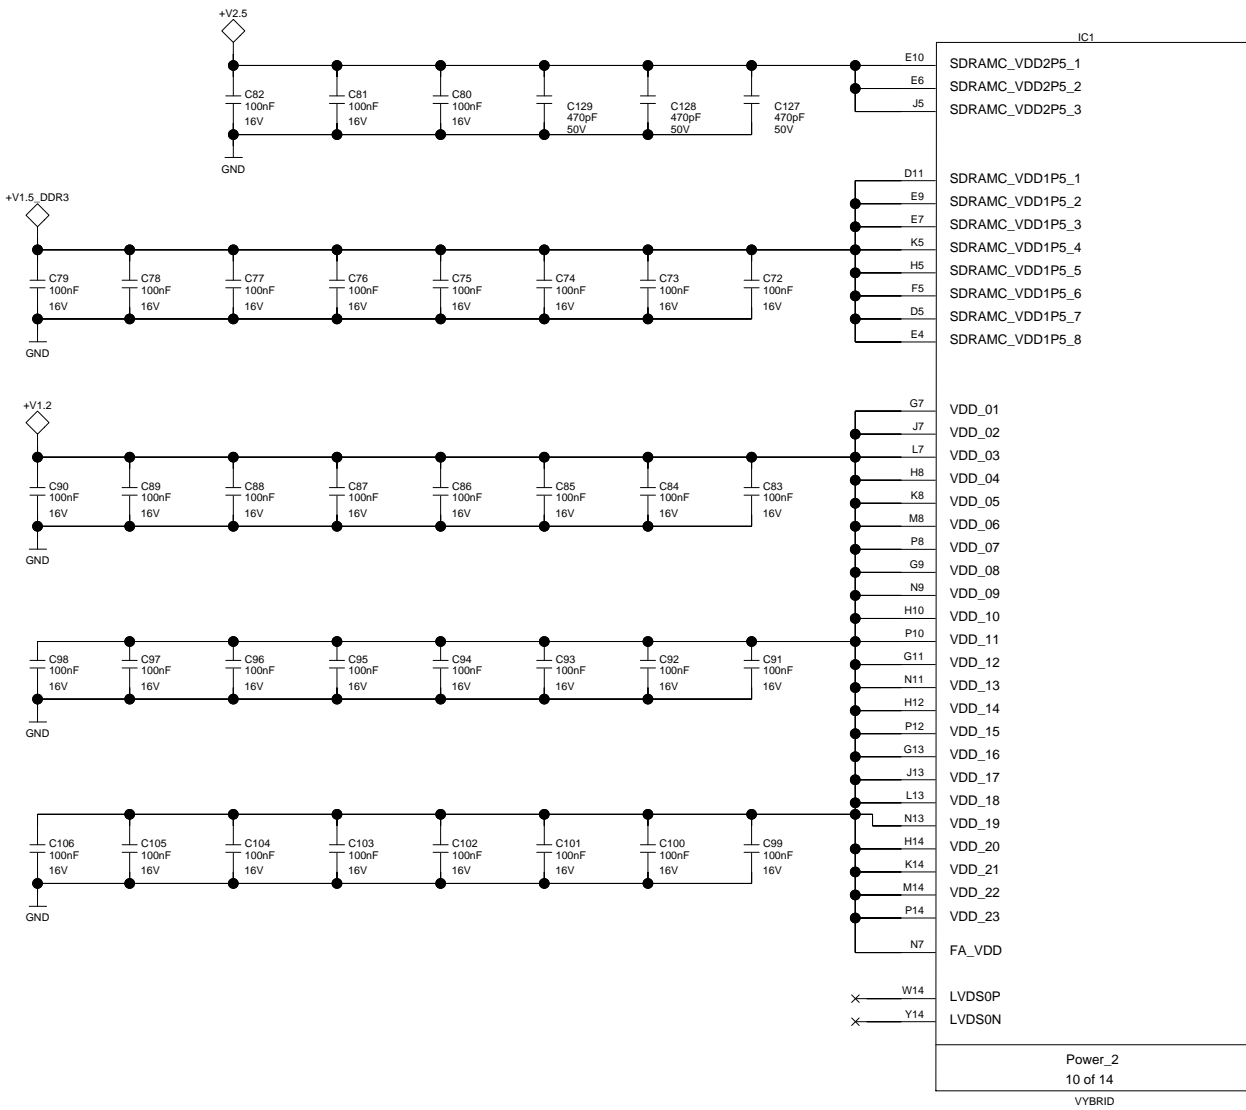 +V2.5
IC1
C82 100nF 16V
C81 100nF 16V
C80 100nF 16V
C129 470pF 50V
C128 470pF 50V
C127 470pF 50V
GND
E10 SDRAMC_VDD2P5_1
E6 SDRAMC_VDD2P5_2
J5 SDRAMC_VDD2P5_3
+V1.5_DDR3
C79 100nF 16V
C78 100nF 16V
C77 100nF 16V
C76 100nF 16V
C75 100nF 16V
C74 100nF 16V
C73 100nF 16V
C72 100nF 16V
GND
D11 SDRAMC_VDD1P5_1
E9 SDRAMC_VDD1P5_2
E7 SDRAMC_VDD1P5_3
K5 SDRAMC_VDD1P5_4
H5 SDRAMC_VDD1P5_5
F5 SDRAMC_VDD1P5_6
D5 SDRAMC_VDD1P5_7
E4 SDRAMC_VDD1P5_8
+V1.2
C90 100nF 16V
C89 100nF 16V
C88 100nF 16V
C87 100nF 16V
C86 100nF 16V
C85 100nF 16V
C84 100nF 16V
C83 100nF 16V
GND
C98 100nF 16V
C97 100nF 16V
C96 100nF 16V
C95 100nF 16V
C94 100nF 16V
C93 100nF 16V
C92 100nF 16V
C91 100nF 16V
GND
C106 100nF 16V
C105 100nF 16V
C104 100nF 16V
C103 100nF 16V
C102 100nF 16V
C101 100nF 16V
C100 100nF 16V
C99 100nF 16V
GND
G7 VDD_01
J7 VDD_02
L7 VDD_03
H8 VDD_04
K8 VDD_05
M8 VDD_06
P8 VDD_07
G9 VDD_08
N9 VDD_09
H10 VDD_10
P10 VDD_11
G11 VDD_12
N11 VDD_13
H12 VDD_14
P12 VDD_15
G13 VDD_16
J13 VDD_17
L13 VDD_18
N13 VDD_19
H14 VDD_20
K14 VDD_21
M14 VDD_22
P14 VDD_23
N7 FA_VDD
W14 LVDS0P
Y14 LVDS0N
Power_2
10 of 14
VYBRID